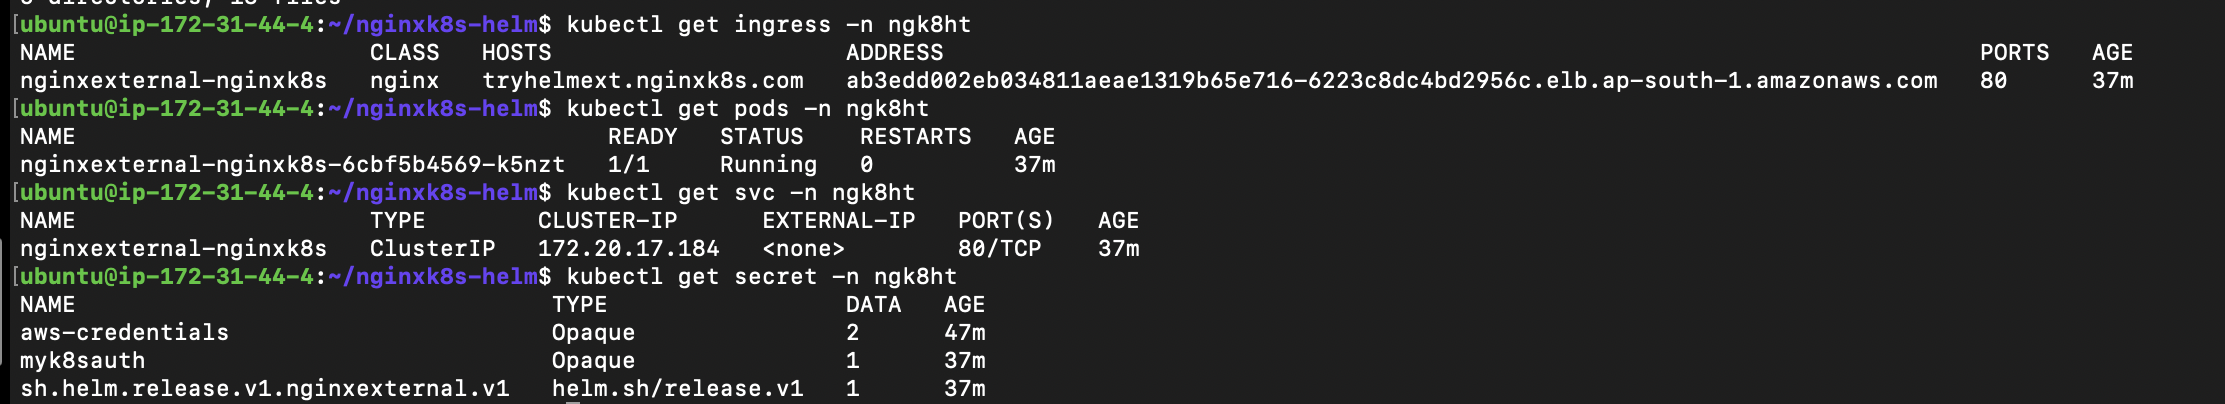 [ubuntu@ip-172-31-44-4:~/nginxk8s-helm$ kubectl get ingress -n ngk8ht
NAME CLASS HOSTS ADDRESS PORTS AGE
nginxexternal-nginxk8s nginx tryhelmext.nginxk8s.com ab3edd002eb034811aeae1319b65e716-6223c8dc4bd2956c.elb.ap-south-1.amazonaws.com 80 37m
[ubuntu@ip-172-31-44-4:~/nginxk8s-helm$ kubectl get pods -n ngk8ht
NAME READY STATUS RESTARTS AGE
nginxexternal-nginxk8s-6cbf5b4569-k5nzt 1/1 Running 0 37m
[ubuntu@ip-172-31-44-4:~/nginxk8s-helm$ kubectl get svc -n ngk8ht
NAME TYPE CLUSTER-IP EXTERNAL-IP PORT(S) AGE
nginxexternal-nginxk8s ClusterIP 172.20.17.184 <none> 80/TCP 37m
[ubuntu@ip-172-31-44-4:~/nginxk8s-helm$ kubectl get secret -n ngk8ht
NAME TYPE DATA AGE
aws-credentials Opaque 2 47m
myk8sauth Opaque 1 37m
sh.helm.release.v1.nginxexternal.v1 helm.sh/release.v1 1 37m